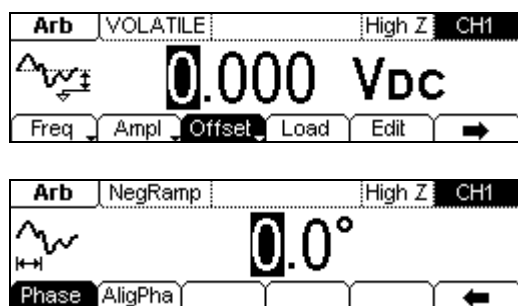 Arb VOLATILE High Z CH1
0.000 VDC
Freq Ampl Offset Load Edit
Arb NegRamp High Z CH1
0.0°
Phase AligPha